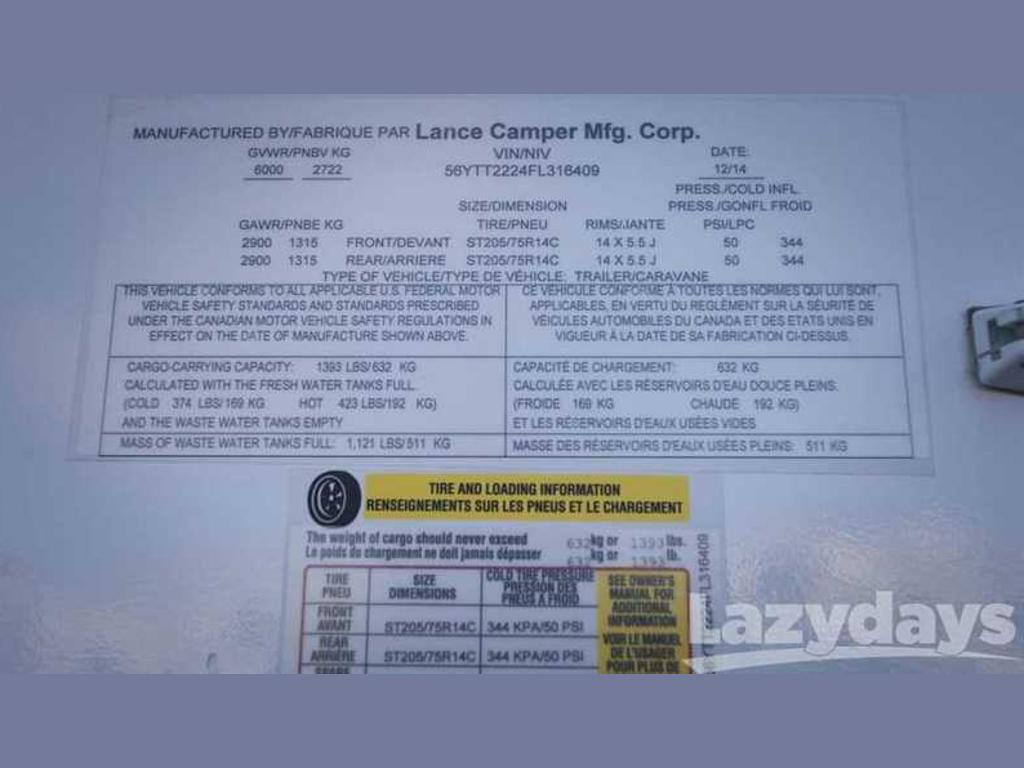 MANUFACTURED BY/FABRIQUE PAR Lance Camper Mfg. Corp.
GVWR/PNBV KG VIN/NIV DATE:
6000 2722 56YTT2224FL316409 12/14
PRESS./COLD INFL.
SIZE/DIMENSION PRESS./GONFL FROID
GAWR/PNBE KG TIRE/PNEU RIMS/JANTE PSI/LPC
2900 1315 FRONT/DEVANT ST205/75R14C 14 X 5.5 J 50 344
2900 1315 REAR/ARRIERE ST205/75R14C 14 X 5.5 J 50 344
TYPE OF VEHICLE/TYPE DE VÉHICLE: TRAILER/CARAVANE
THIS VEHICLE CONFORMS TO ALL APPLICABLE U.S. FEDERAL MOTOR
VEHICLE SAFETY STANDARDS AND STANDARDS PRESCRIBED
UNDER THE CANADIAN MOTOR VEHICLE SAFETY REGULATIONS IN
EFFECT ON THE DATE OF MANUFACTURE SHOWN ABOVE.
CE VÉHICULE CONFORME À TOUTES LES NORMES QUI LUI SONT
APPLICABLES, EN VERTU DU REGLEMENT SUR LA SÉCURITÉ DE
VÉICULES AUTOMOBILES DU CANADA ET DES ETATS UNIS EN
VIGUEUR À LA DATE DE SA FABRICATION CI-DESSUS.
CARGO-CARRYING CAPACITY: 1393 LBS/632 KG
CALCULATED WITH THE FRESH WATER TANKS FULL.
(COLD 374 LBS/169 KG HOT 423 LBS/192 KG)
AND THE WASTE WATER TANKS EMPTY
MASS OF WASTE WATER TANKS FULL: 1,121 LBS/511 KG
CAPACITÉ DE CHARGEMENT: 632 KG
CALCULÉE AVEC LES RÉSERVOIRS D'EAU DOUCE PLEINS.
(FROIDE 169 KG CHAUDE 192 KG)
ET LES RÉSERVOIRS D'EAUX USÉES VIDES
MASSE DES RÉSERVOIRS D'EAUX USÉES PLEINS: 511 KG
TIRE AND LOADING INFORMATION
RENSEIGNEMENTS SUR LES PNEUS ET LE CHARGEMENT
The weight of cargo should never exceed 632 kg or 1393 lbs.
Le poids du chargement ne doit jamais dépasser 632 kg or 1393 lb.
TIRE
PNEU
SIZE
DIMENSIONS
COLD TIRE PRESSURE
PRESSION DES
PNEUS A FROID
FRONT
AVANT
ST205/75R14C 344 KPA/50 PSI
REAR
ARRIÈRE
ST205/75R14C 344 KPA/50 PSI
SPARE
SEE OWNER'S
MANUAL FOR
ADDITIONAL
INFORMATION
VOIR LE MANUEL
DE L'USAGER
POUR PLUS DE
Lazydays